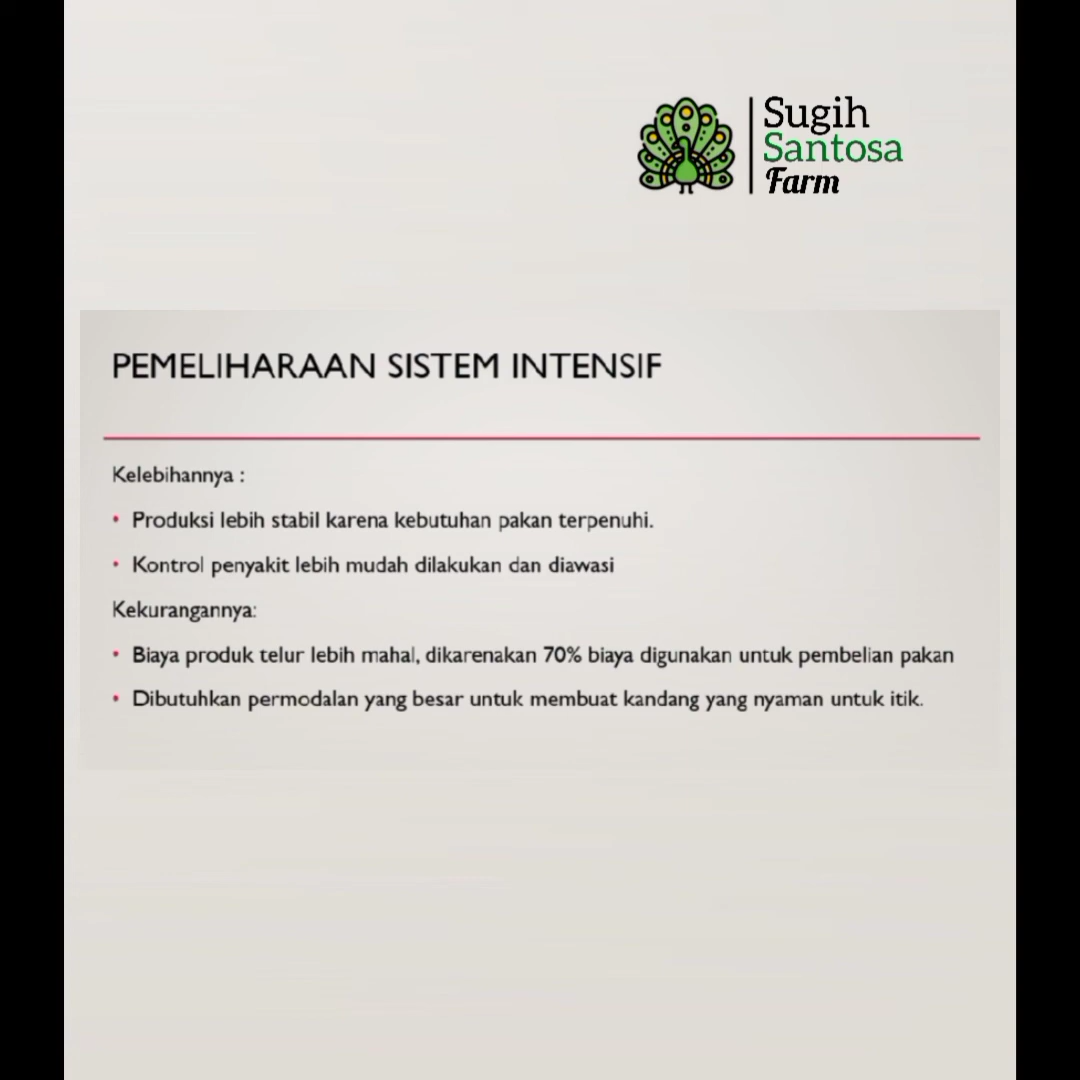 Sugih
Santosa
Farm
PEMELIHARAAN SISTEM INTENSIF
Kelebihannya :
• Produksi lebih stabil karena kebutuhan pakan terpenuhi.
• Kontrol penyakit lebih mudah dilakukan dan diawasi
Kekurangannya:
• Biaya produk telur lebih mahal, dikarenakan 70% biaya digunakan untuk pembelian pakan
• Dibutuhkan permodalan yang besar untuk membuat kandang yang nyaman untuk itik.